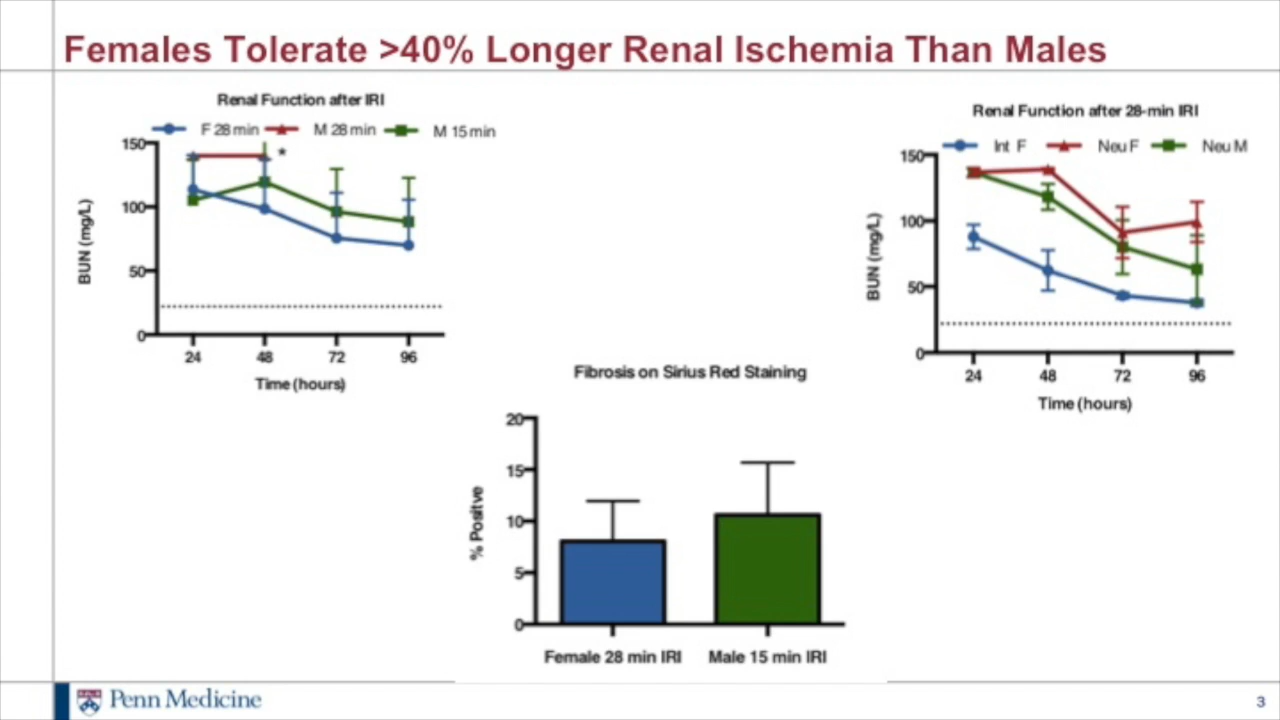 Females Tolerate >40% Longer Renal Ischemia Than Males
Renal Function after IRI
F 28 min M 28 min M 15 min
150
100
50
0
*
BUN (mg/L)
24 48 72 96
Time (hours)
Renal Function after 28-min IRI
Int F Neu F Neu M
150
100
50
0
BUN (mg/L)
24 48 72 96
Time (hours)
Fibrosis on Sirius Red Staining
20
15
10
5
0
% Positve
Female 28 min IRI Male 15 min IRI
Penn Medicine
3